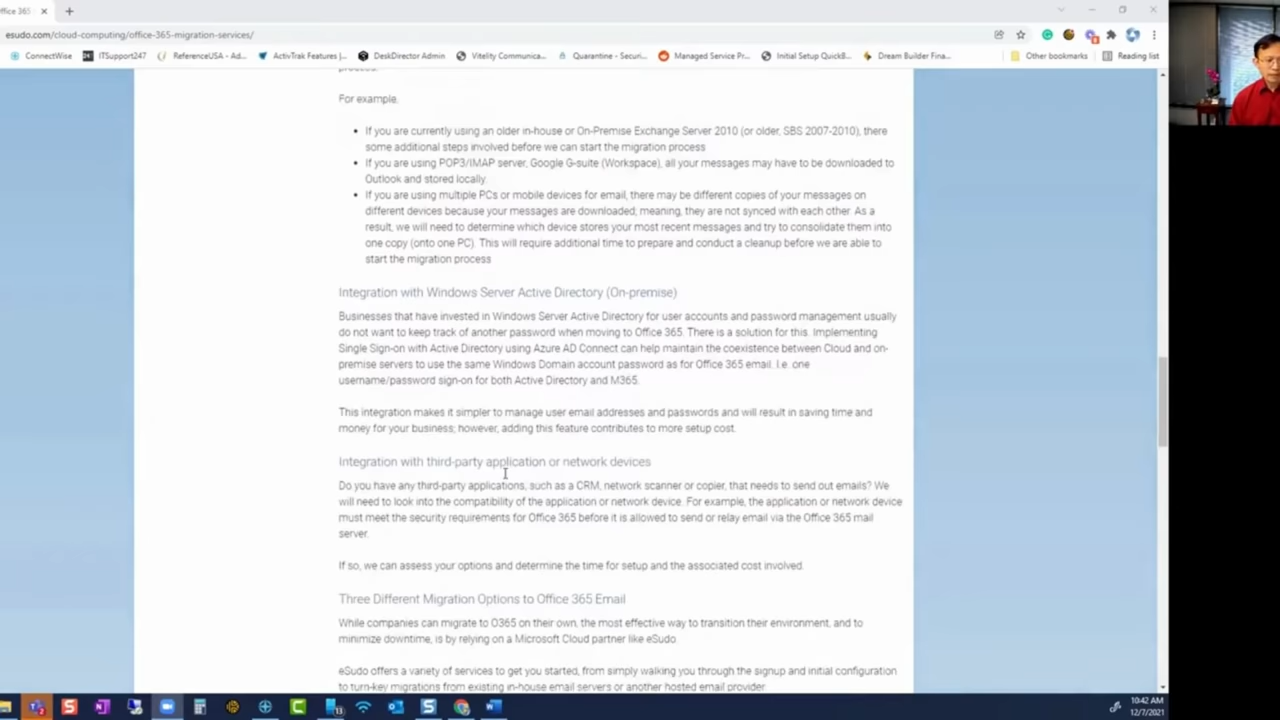 ffice 365
esudo.com/cloud-computing/office-365-migration-services/
ConnectWise
ITSupport247
ReferenceUSA - Ad...
ActivTrak Features |...
DeskDirector Admin
Vitelity Communica...
Quarantine - Securi...
Managed Service Pr...
Initial Setup QuickB...
Dream Builder Fina...
Other bookmarks
Reading list
process.
For example,
• If you are currently using an older in-house or On-Premise Exchange Server 2010 (or older, SBS 2007-2010), there
some additional steps involved before we can start the migration process
• If you are using POP3/IMAP server, Google G-suite (Workspace), all your messages may have to be downloaded to
Outlook and stored locally.
• If you are using multiple PCs or mobile devices for email, there may be different copies of your messages on
different devices because your messages are downloaded, meaning, they are not synced with each other. As a
result, we will need to determine which device stores your most recent messages and try to consolidate them into
one copy (onto one PC). This will require additional time to prepare and conduct a cleanup before we are able to
start the migration process
Integration with Windows Server Active Directory (On-premise)
Businesses that have invested in Windows Server Active Directory for user accounts and password management usually
do not want to keep track of another password when moving to Office 365. There is a solution for this. Implementing
Single Sign-on with Active Directory using Azure AD Connect can help maintain the coexistence between Cloud and on-
premise servers to use the same Windows Domain account password as for Office 365 email. I.e. one
username/password sign-on for both Active Directory and M365.
This integration makes it simpler to manage user email addresses and passwords and will result in saving time and
money for your business; however, adding this feature contributes to more setup cost.
Integration with third-party application or network devices
Do you have any third-party applications, such as a CRM, network scanner or copier, that needs to send out emails? We
will need to look into the compatibility of the application or network device. For example, the application or network device
must meet the security requirements for Office 365 before it is allowed to send or relay email via the Office 365 mail
server.
If so, we can assess your options and determine the time for setup and the associated cost involved.
Three Different Migration Options to Office 365 Email
While companies can migrate to O365 on their own, the most effective way to transition their environment, and to
minimize downtime, is by relying on a Microsoft Cloud partner like eSudo
eSudo offers a variety of services to get you started, from simply walking you through the signup and initial configuration
to turn-key migrations from existing in-house email servers or another hosted email provider.
10:42 AM
12/7/2021